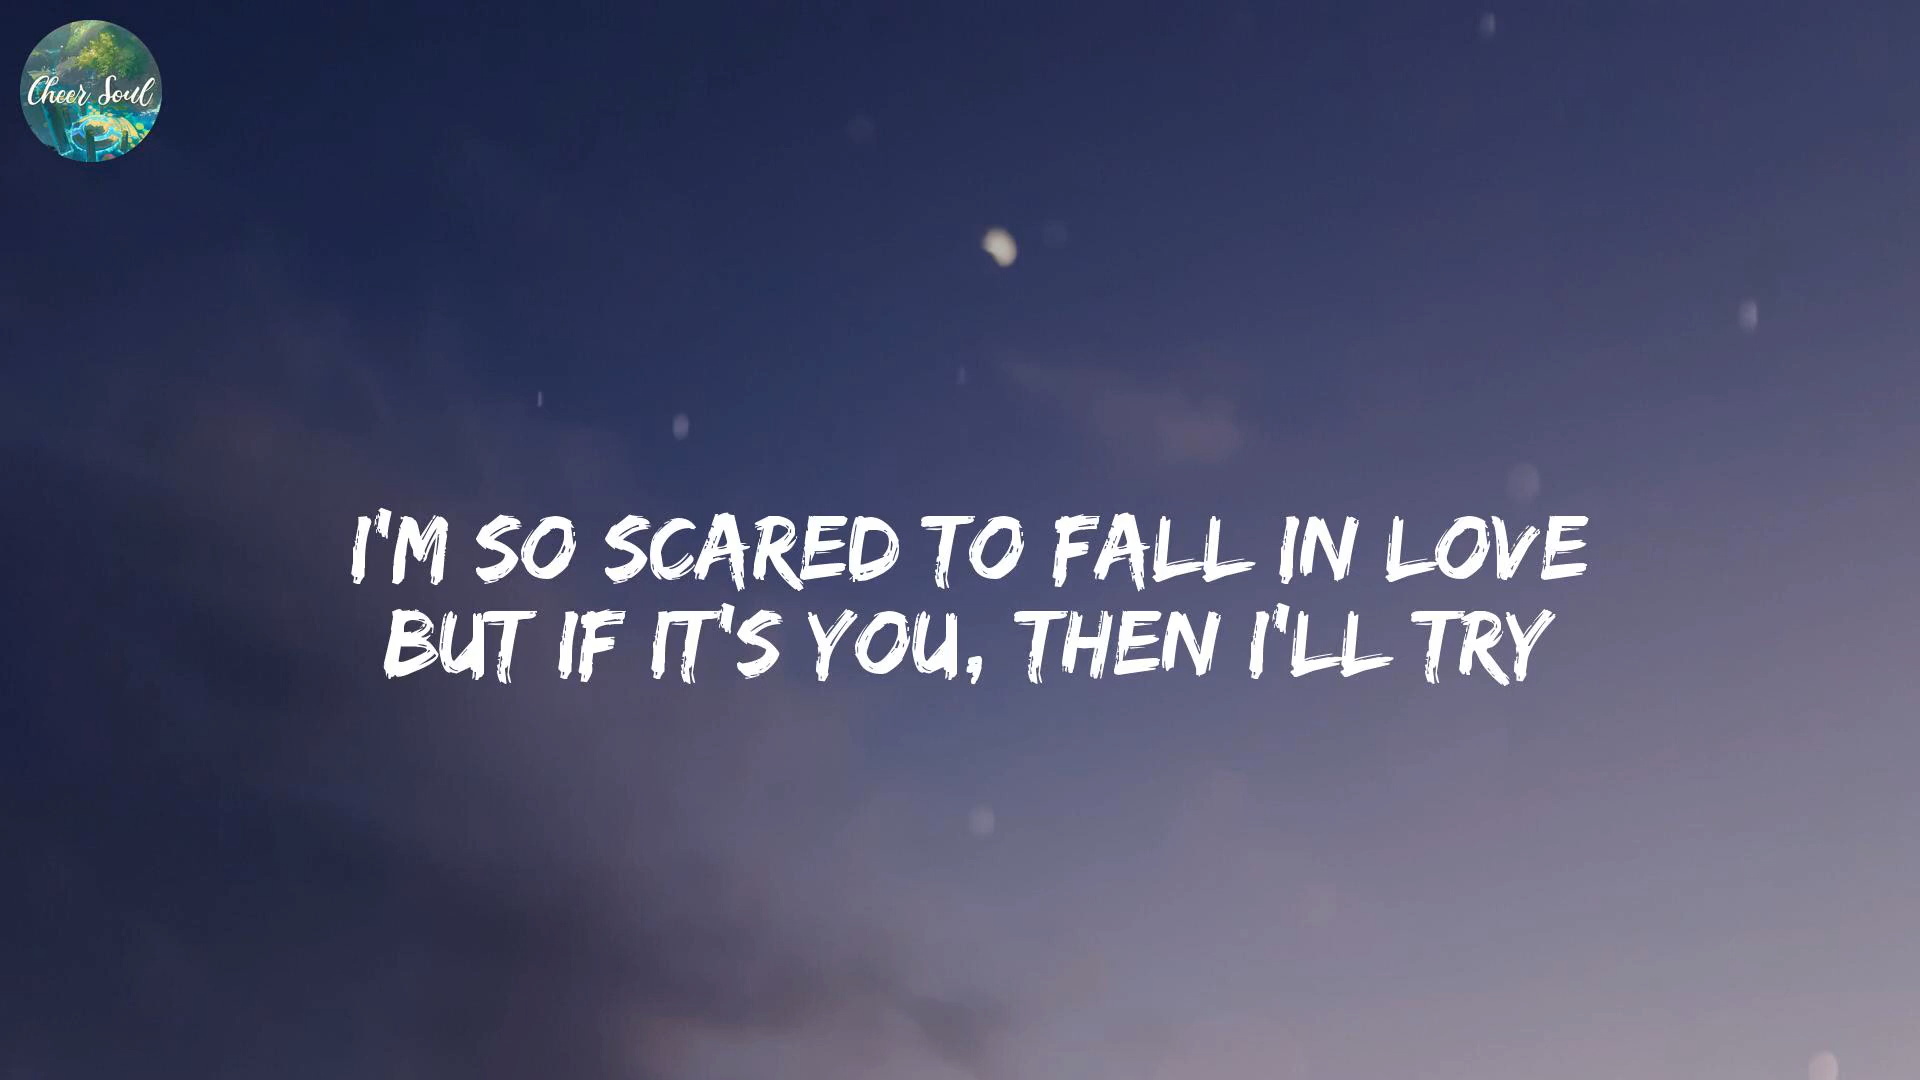 Cheer Soul
I'M SO SCARED TO FALL IN LOVE
BUT IF IT'S YOU, THEN I'LL TRY